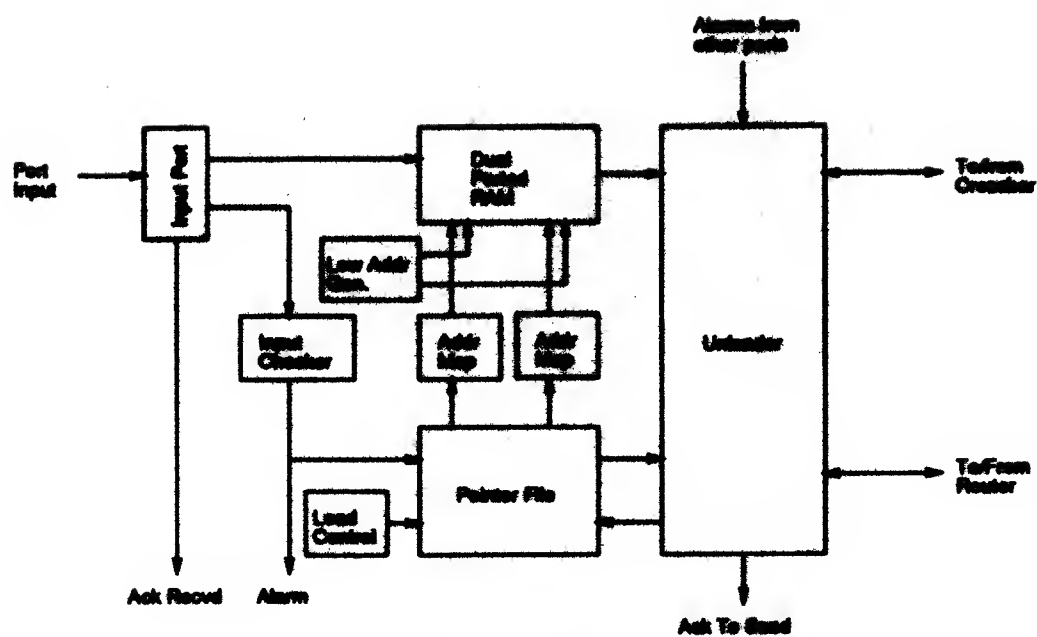 Alarms from
other ports
Port
Input
Input Port
Dual
Ported
RAM
To/from
Crossbar
Low Addr
Gen.
Input
Checker
Addr
Map
Addr
Map
Unloader
Pointer File
To/From
Router
Load
Control
Ack Recvd
Alarm
Ack To Send